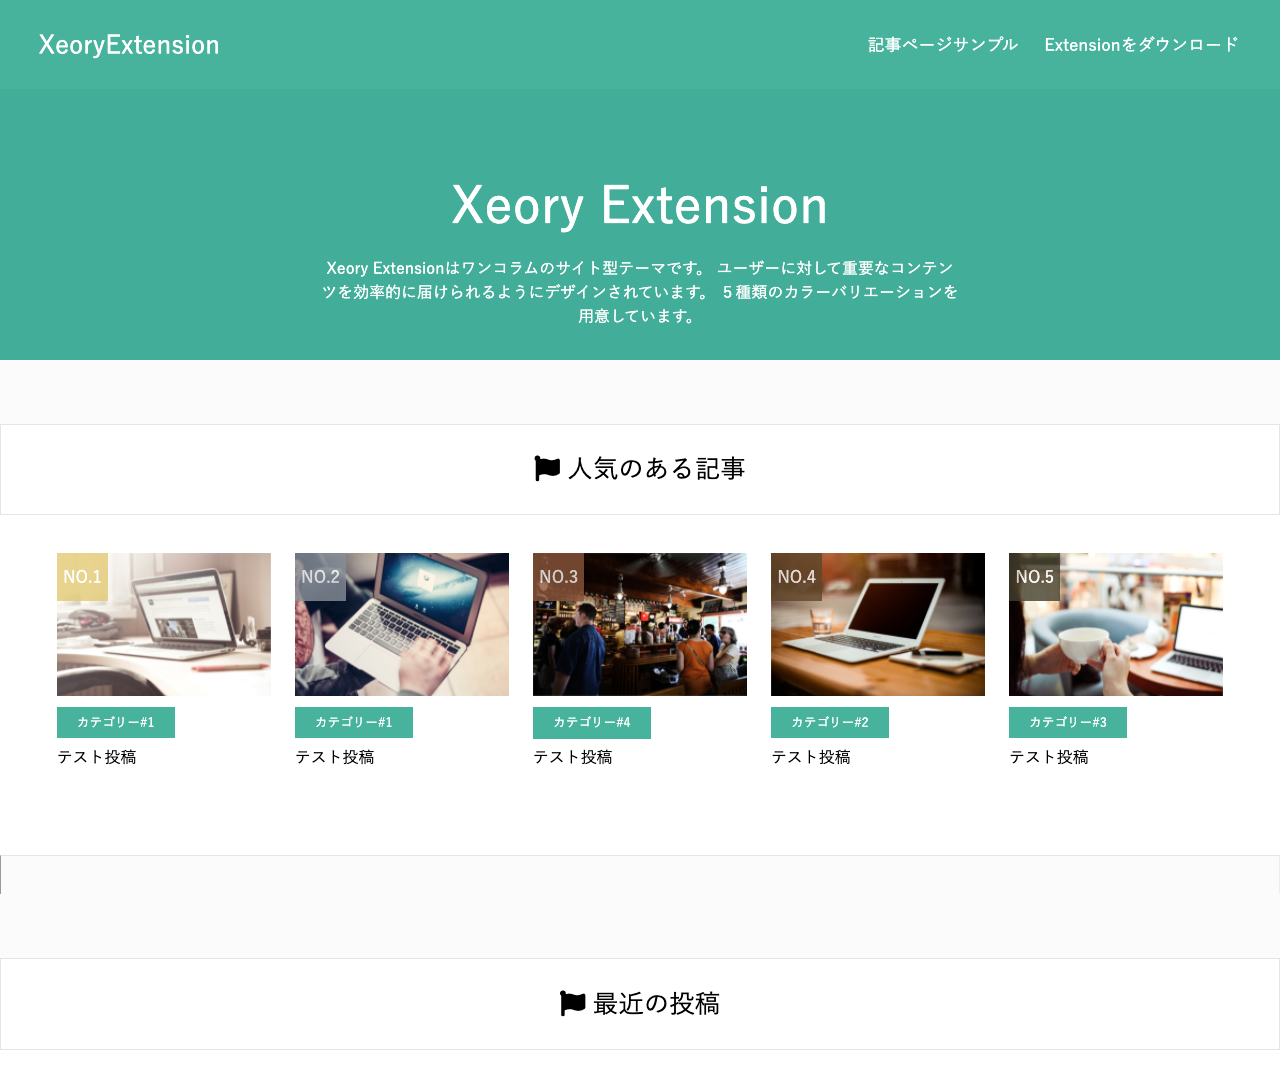 XeoryExtension
記事ページサンプル Extensionをダウンロード
Xeory Extension
Xeory Extensionはワンコラムのサイト型テーマです。 ユーザーに対して重要なコンテン
ツを効率的に届けられるようにデザインされています。 ５種類のカラーバリエーションを
用意しています。
人気のある記事
NO.1 NO.2 NO.3 NO.4 NO.5
カテゴリー#1 カテゴリー#1 カテゴリー#4 カテゴリー#2 カテゴリー#3
テスト投稿 テスト投稿 テスト投稿 テスト投稿 テスト投稿
最近の投稿